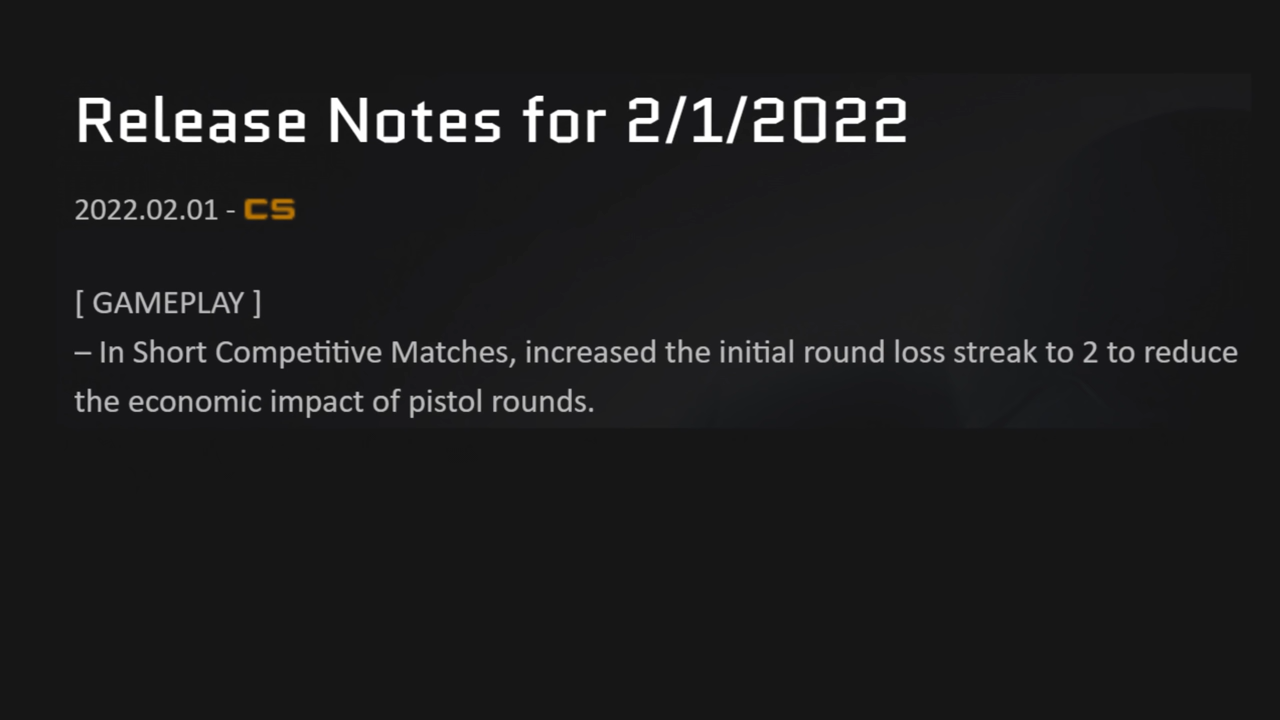 Release Notes for 2/1/2022
2022.02.01 - CS
[ GAMEPLAY ]
– In Short Competitive Matches, increased the initial round loss streak to 2 to reduce
the economic impact of pistol rounds.